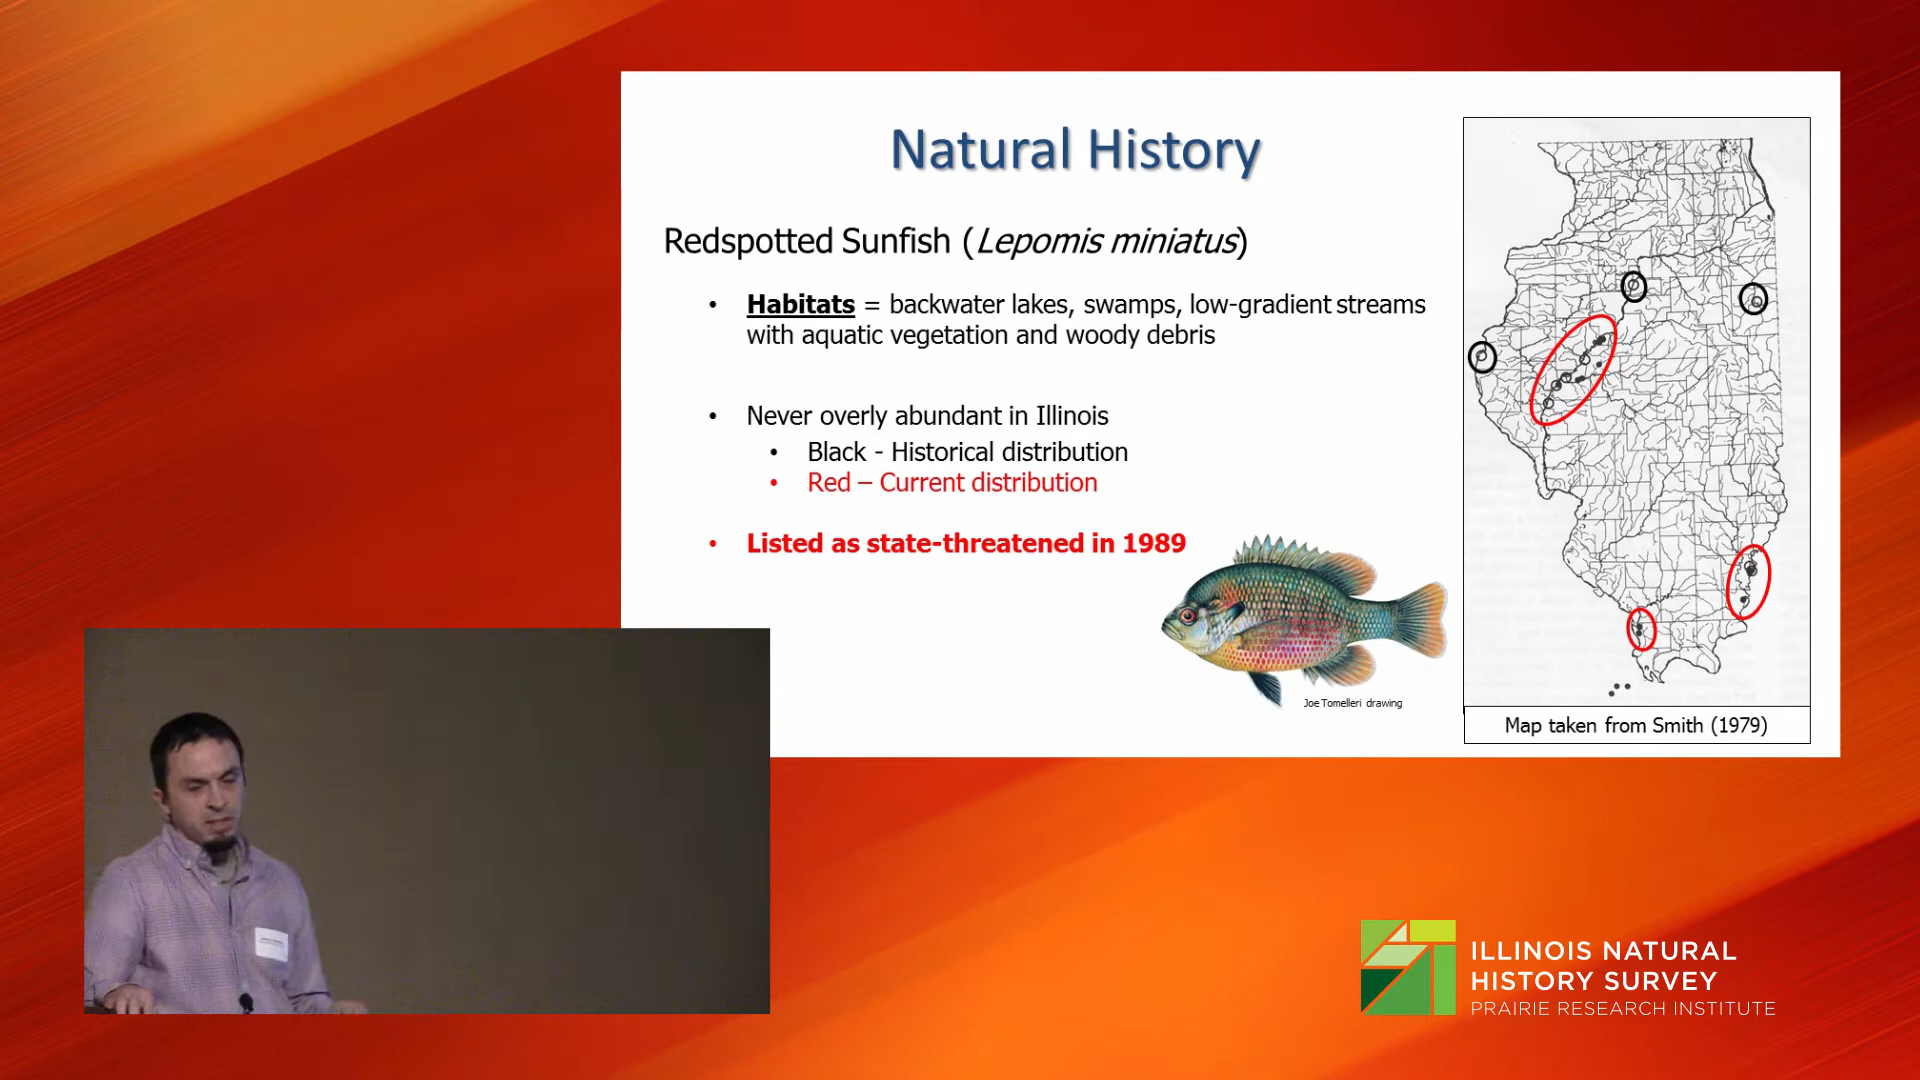 Natural History
Redspotted Sunfish (Lepomis miniatus)
• Habitats = backwater lakes, swamps, low-gradient streams
with aquatic vegetation and woody debris
• Never overly abundant in Illinois
• Black - Historical distribution
• Red – Current distribution
• Listed as state-threatened in 1989
Joe Tomelleri drawing
Map taken from Smith (1979)
ILLINOIS NATURAL
HISTORY SURVEY
PRAIRIE RESEARCH INSTITUTE